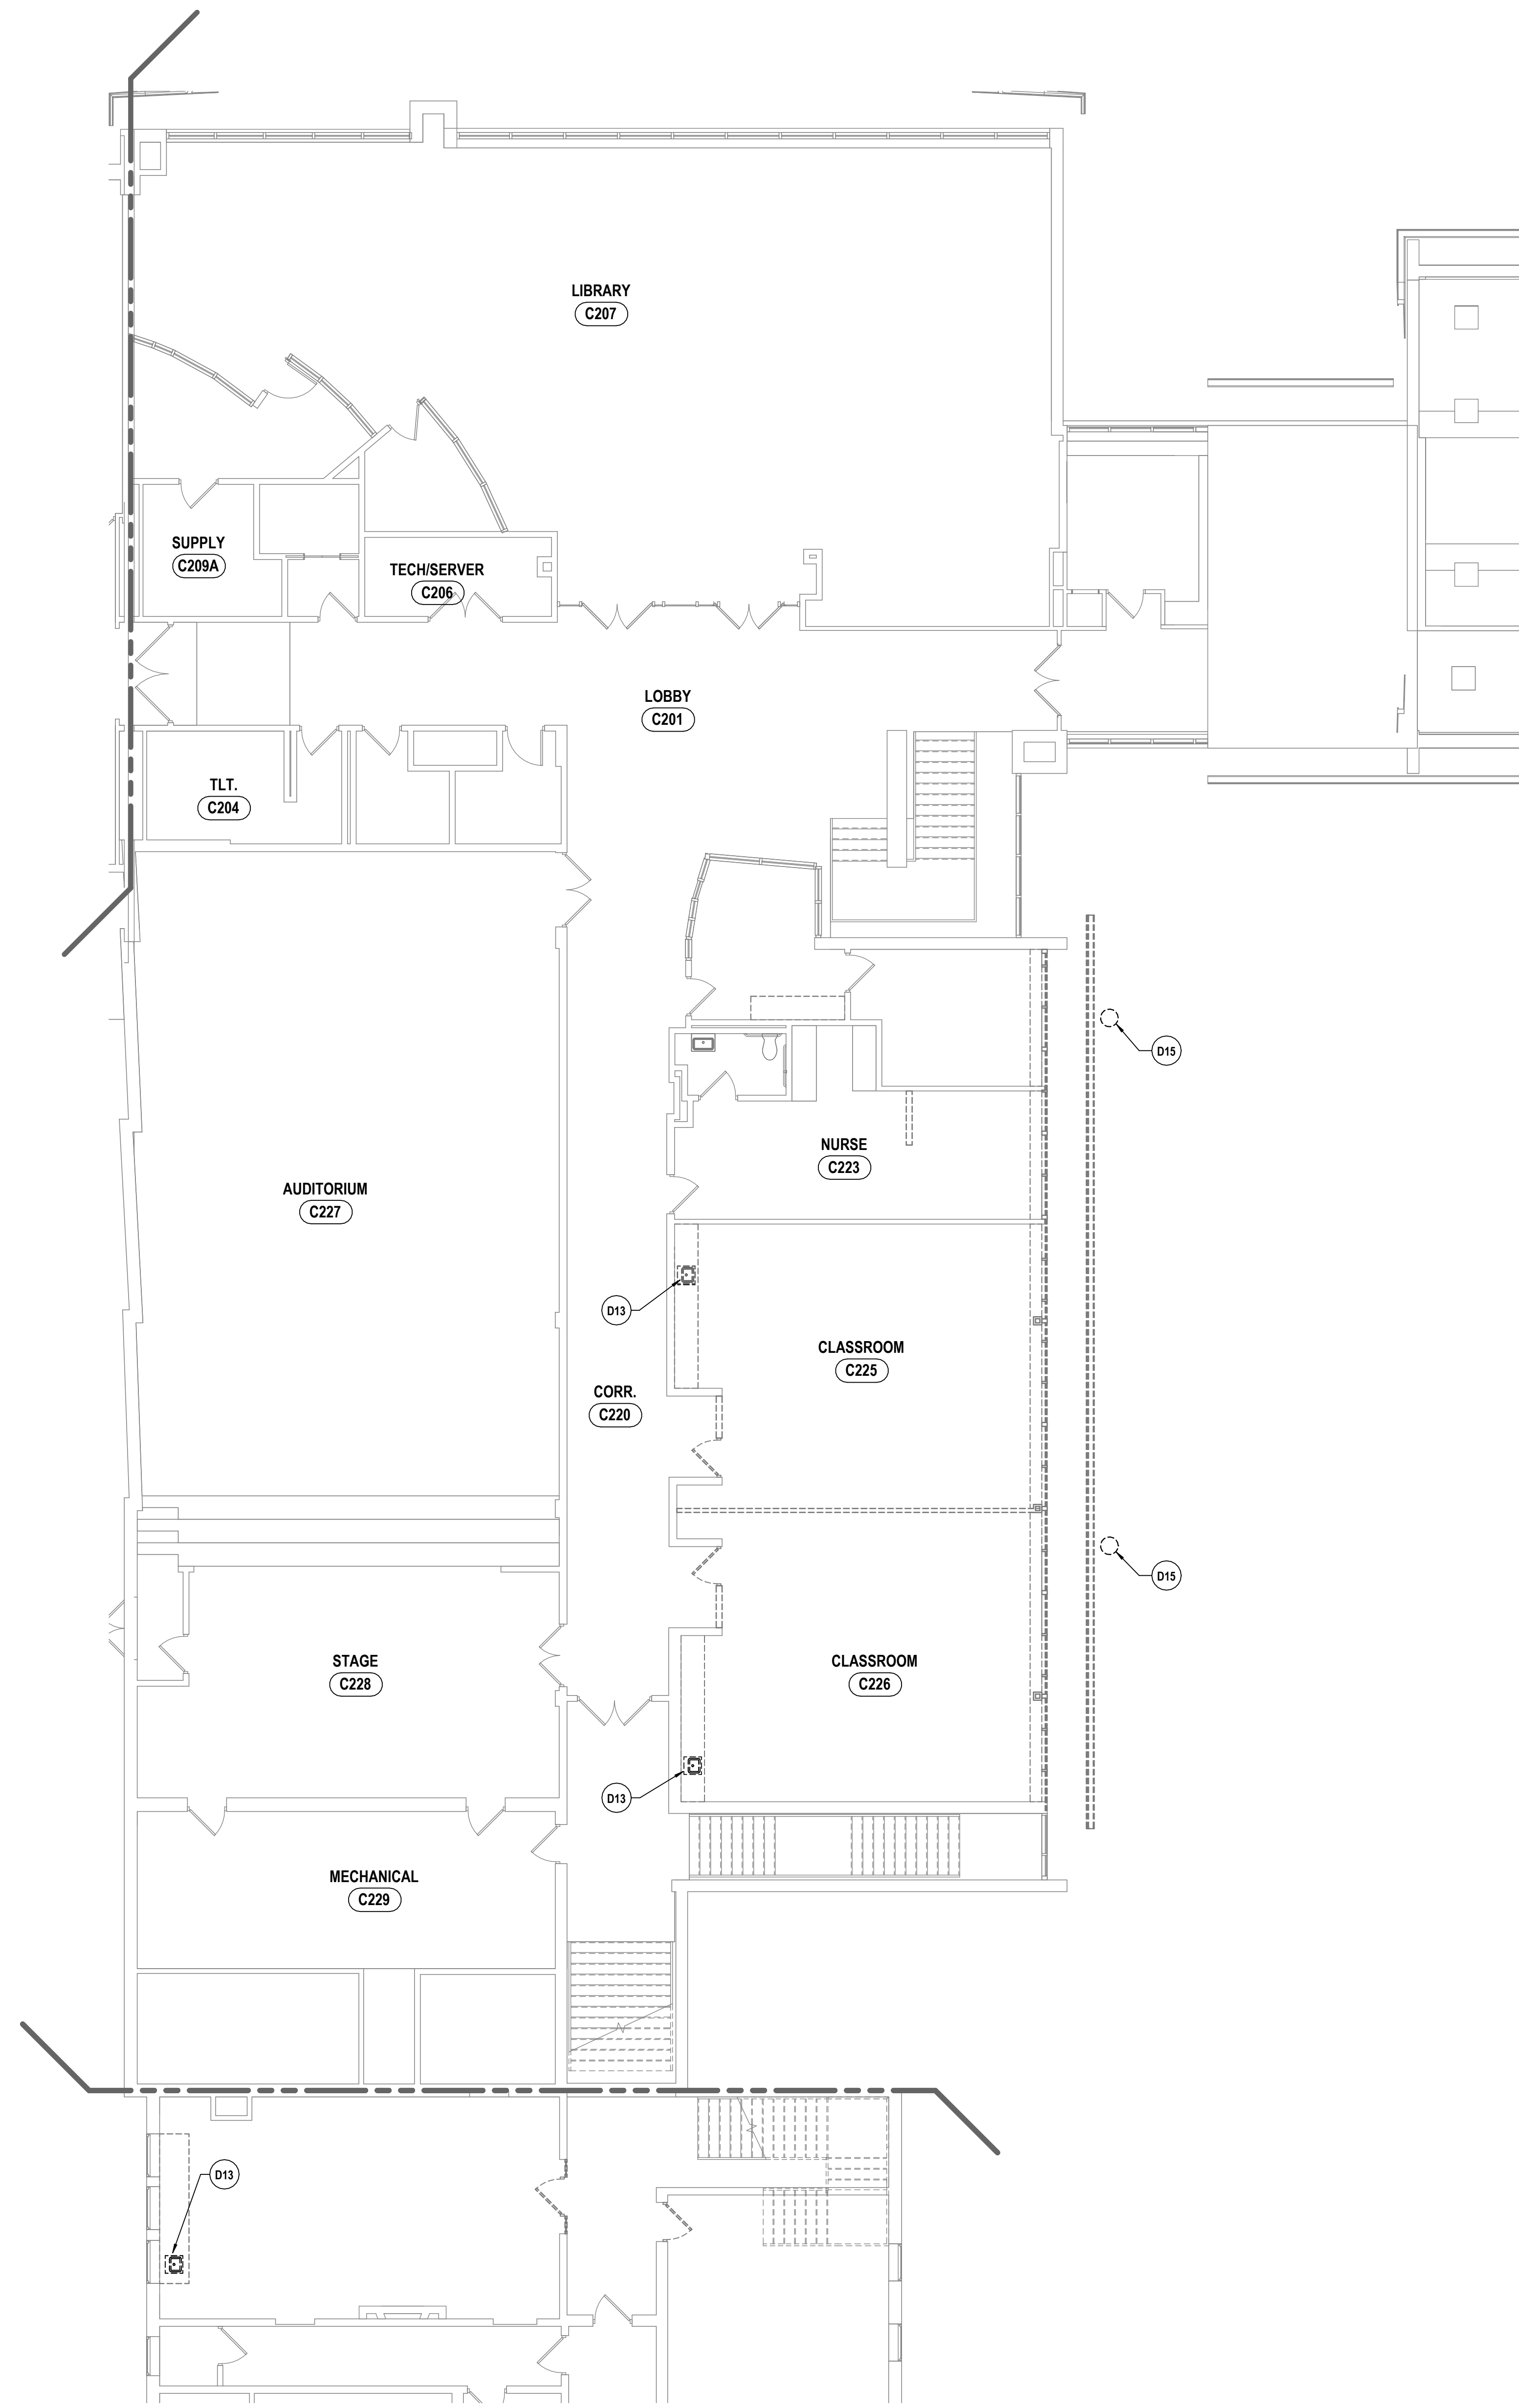 LIBRARY
C207
SUPPLY
C209A
TECH/SERVER
C206
LOBBY
C201
TLT.
C204
D15
NURSE
C223
AUDITORIUM
C227
D13
CLASSROOM
C225
CORR.
C220
D15
STAGE
C228
CLASSROOM
C226
D13
MECHANICAL
C229
D13